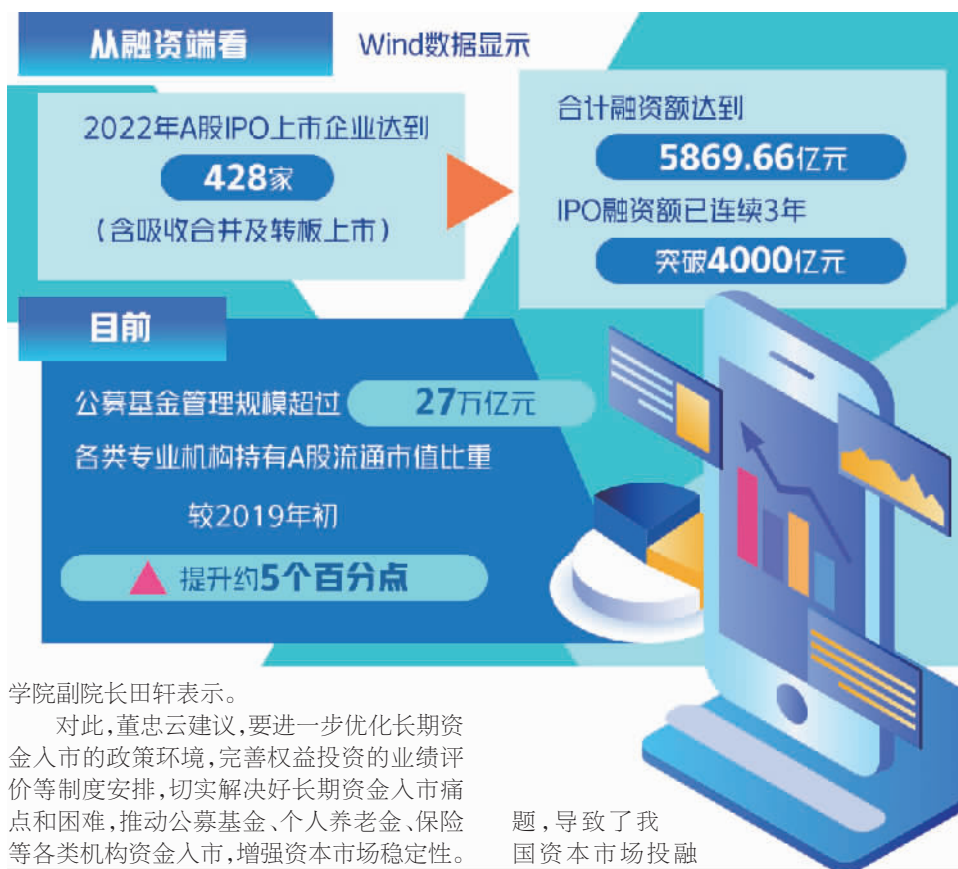 从融资端看
Wind数据显示
2022年A股IPO上市企业达到
428家
(含吸收合并及转板上市)
合计融资额达到
5869.66亿元
IPO融资额已连续3年
突破4000亿元
目前
公募基金管理规模超过 27万亿元
各类专业机构持有A股流通市值比重
较2019年初
提升约5个百分点
学院副院长田轩表示。
对此,董忠云建议,要进一步优化长期资
金入市的政策环境,完善权益投资的业绩评
价等制度安排,切实解决好长期资金入市痛
点和困难,推动公募基金、个人养老金、保险
等各类机构资金入市,增强资本市场稳定性。
题,导致了我
国资本市场投融